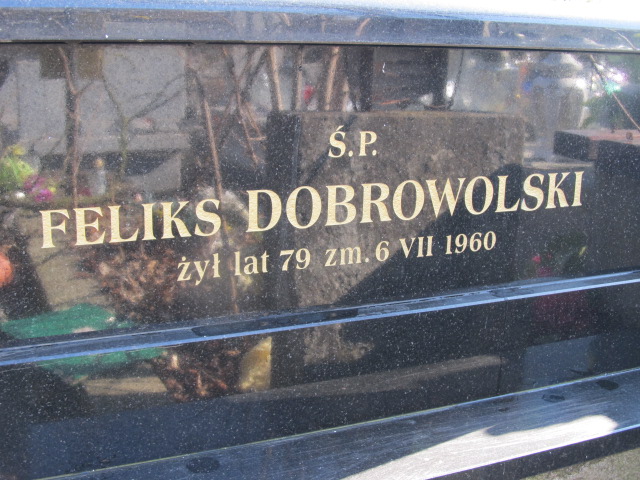 Ś.P.
FELIKS DOBROWOLSKI
żył lat 79 zm. 6 VII 1960